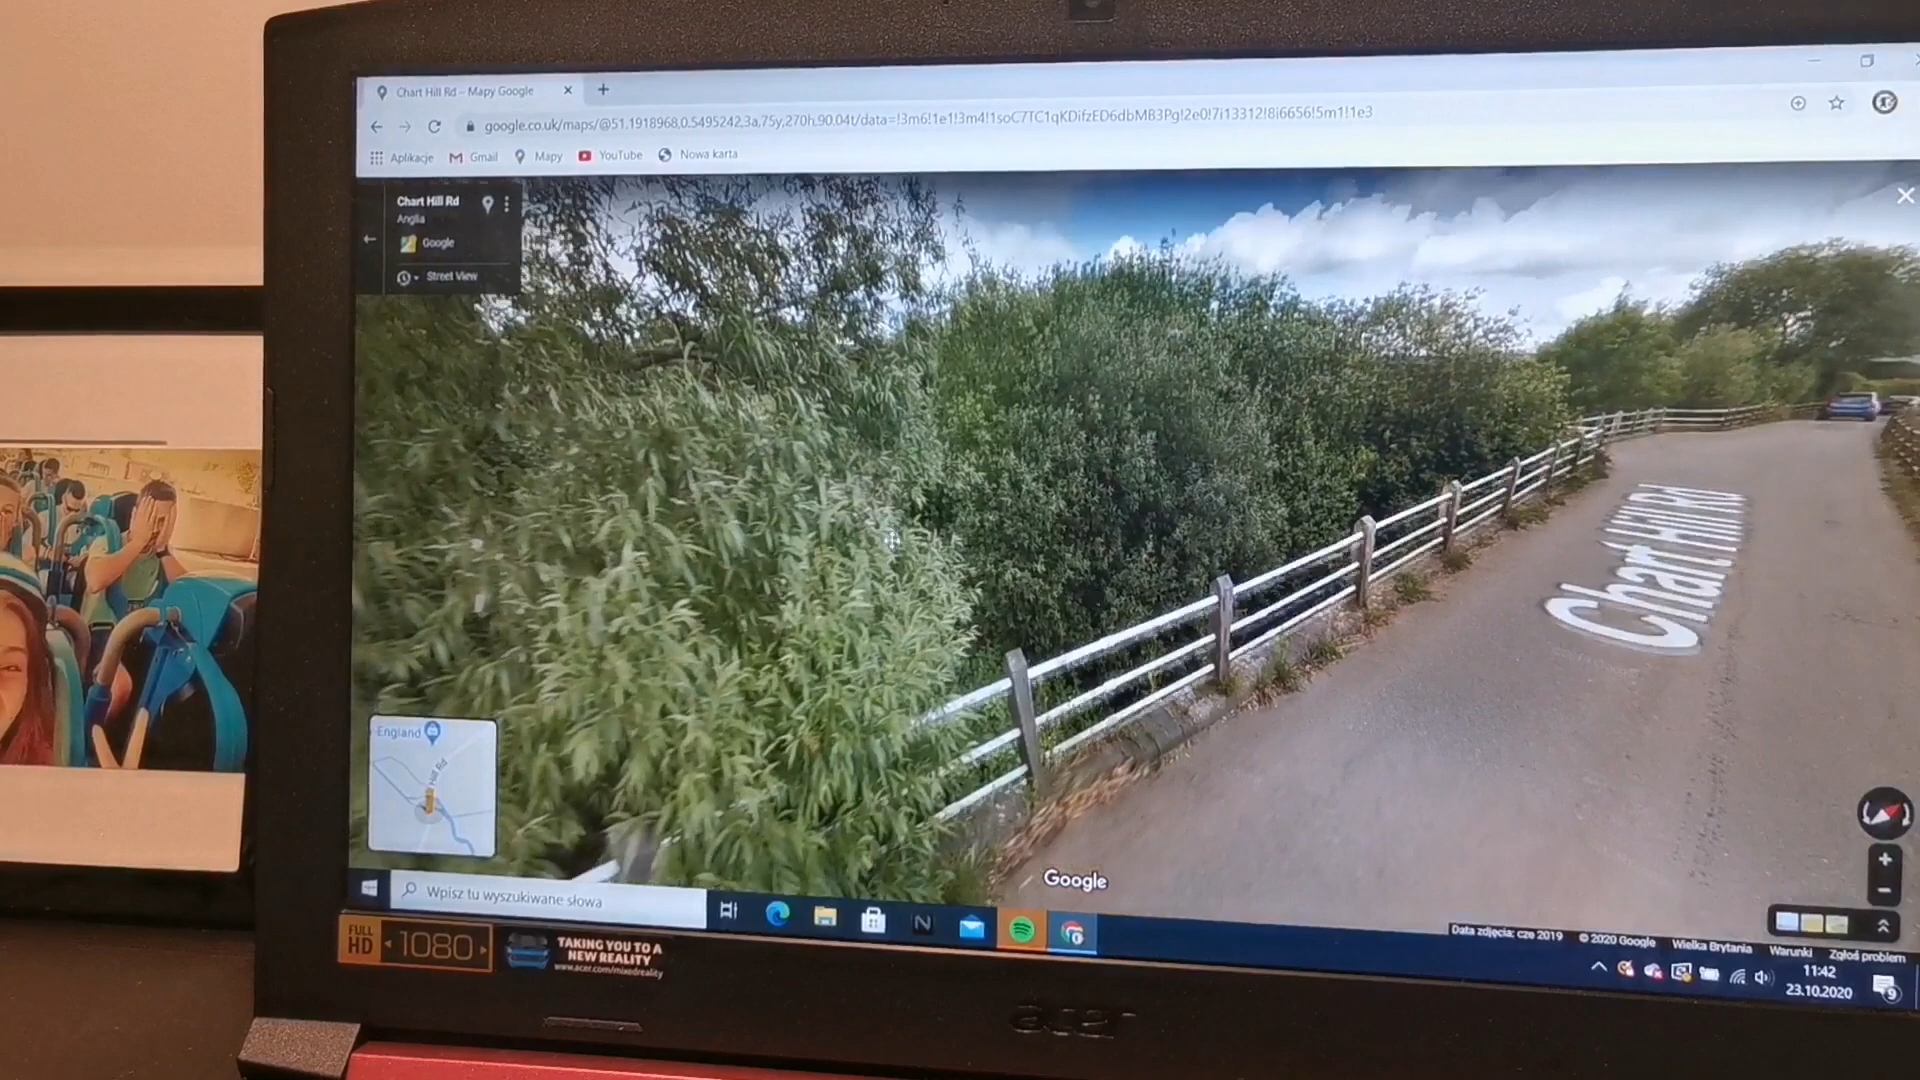 Chart Hill Rd – Mapy Google
google.co.uk/maps/@51.1918968,0.5495242,3a,75y,270h,90.04t/data=!3m6!1e1!3m4!1soC7TC1qKDifzED6dbMB3Pg!2e0!7i13312!8i6656!5m1!1e3
Aplikacje Gmail Mapy YouTube Nowa karta
Chart Hill Rd
Anglia
Google
Street View
Chart Hill Rd
England
Hill Rd
Google
Data zdjęcia: cze 2019 © 2020 Google Wielka Brytania Warunki Zgłoś problem
Wpisz tu wyszukiwane słowa
11:42
23.10.2020
9
FULL HD 1080
TAKING YOU TO A
NEW REALITY
www.acer.com/mixedreality
acer